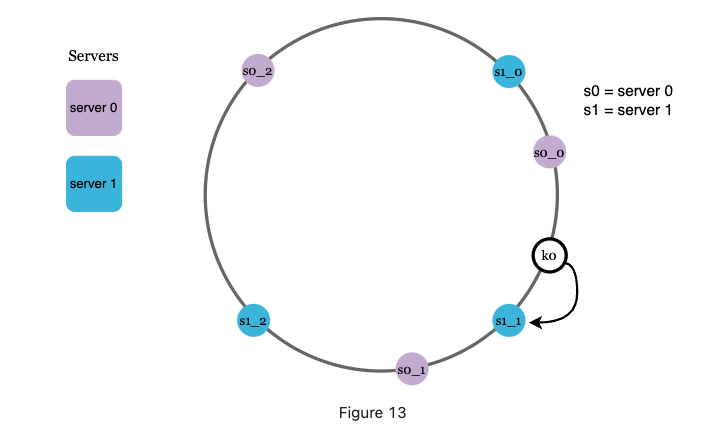 Servers
server 0
server 1
s0_2
s1_0
s0 = server 0
s1 = server 1
s0_0
k0
s1_2
s1_1
s0_1
Figure 13